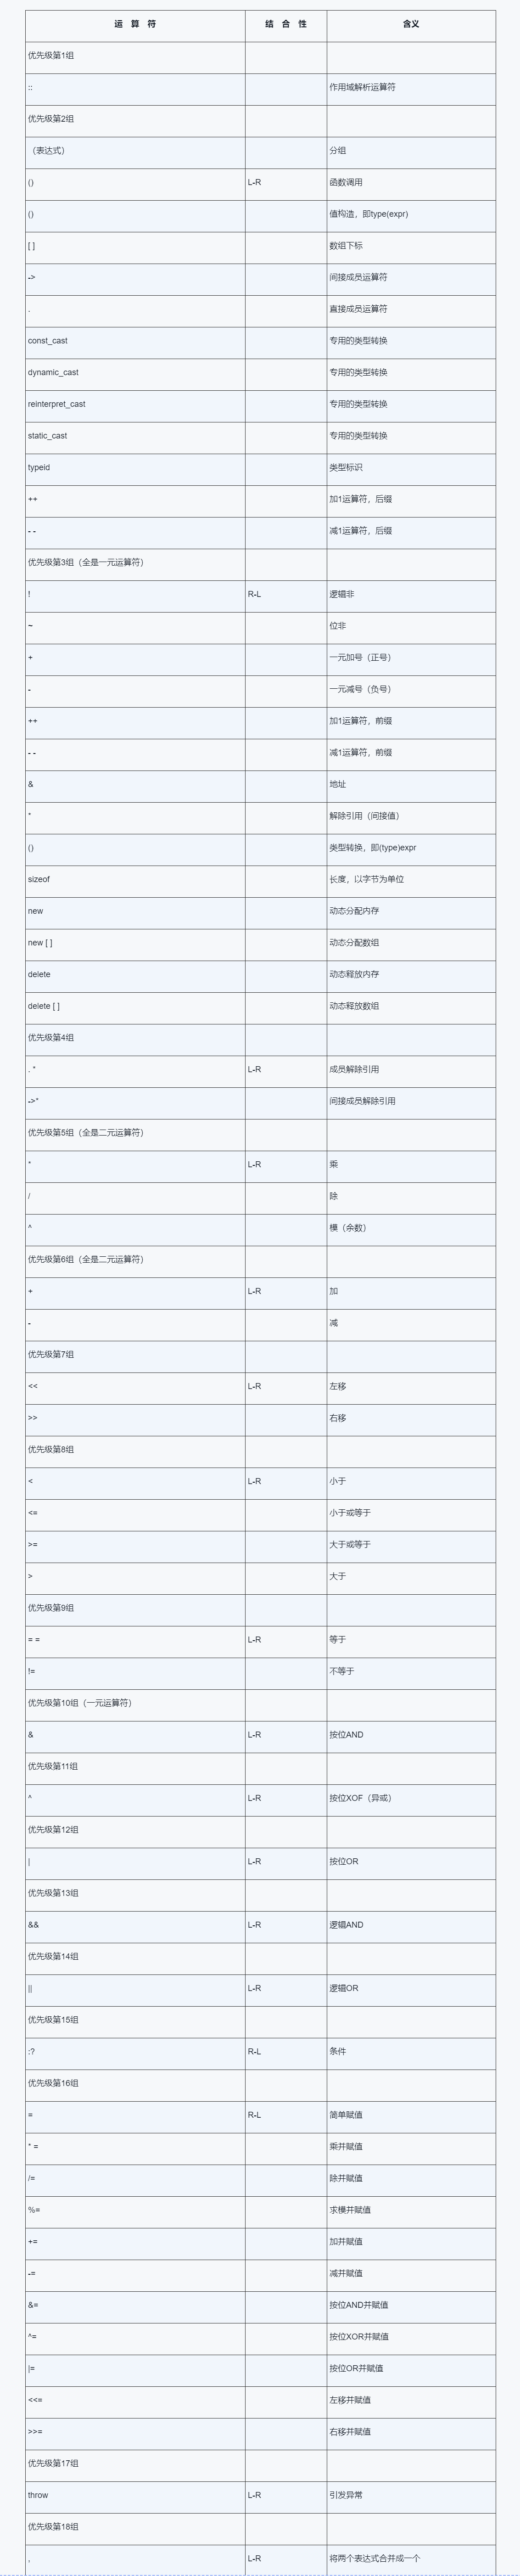 运 算 符 结 合 性 含义
优先级第1组
:: 作用域解析运算符
优先级第2组
（表达式） 分组
() L-R 函数调用
() 值构造，即type(expr)
[ ] 数组下标
-> 间接成员运算符
. 直接成员运算符
const_cast 专用的类型转换
dynamic_cast 专用的类型转换
reinterpret_cast 专用的类型转换
static_cast 专用的类型转换
typeid 类型标识
++ 加1运算符，后缀
- - 减1运算符，后缀
优先级第3组（全是一元运算符）
! R-L 逻辑非
~ 位非
+ 一元加号（正号）
- 一元减号（负号）
++ 加1运算符，前缀
- - 减1运算符，前缀
& 地址
* 解除引用（间接值）
() 类型转换，即(type)expr
sizeof 长度，以字节为单位
new 动态分配内存
new [ ] 动态分配数组
delete 动态释放内存
delete [ ] 动态释放数组
优先级第4组
. * L-R 成员解除引用
->* 间接成员解除引用
优先级第5组（全是二元运算符）
* L-R 乘
/ 除
^ 模（余数）
优先级第6组（全是二元运算符）
+ L-R 加
- 减
优先级第7组
<< L-R 左移
>> 右移
优先级第8组
< L-R 小于
<= 小于或等于
>= 大于或等于
> 大于
优先级第9组
= = L-R 等于
!= 不等于
优先级第10组（一元运算符）
& L-R 按位AND
优先级第11组
^ L-R 按位XOF（异或）
优先级第12组
| L-R 按位OR
优先级第13组
&& L-R 逻辑AND
优先级第14组
|| L-R 逻辑OR
优先级第15组
:? R-L 条件
优先级第16组
= R-L 简单赋值
* = 乘并赋值
/= 除并赋值
%= 求模并赋值
+= 加并赋值
-= 减并赋值
&= 按位AND并赋值
^= 按位XOR并赋值
|= 按位OR并赋值
<<= 左移并赋值
>>= 右移并赋值
优先级第17组
throw L-R 引发异常
优先级第18组
, L-R 将两个表达式合并成一个